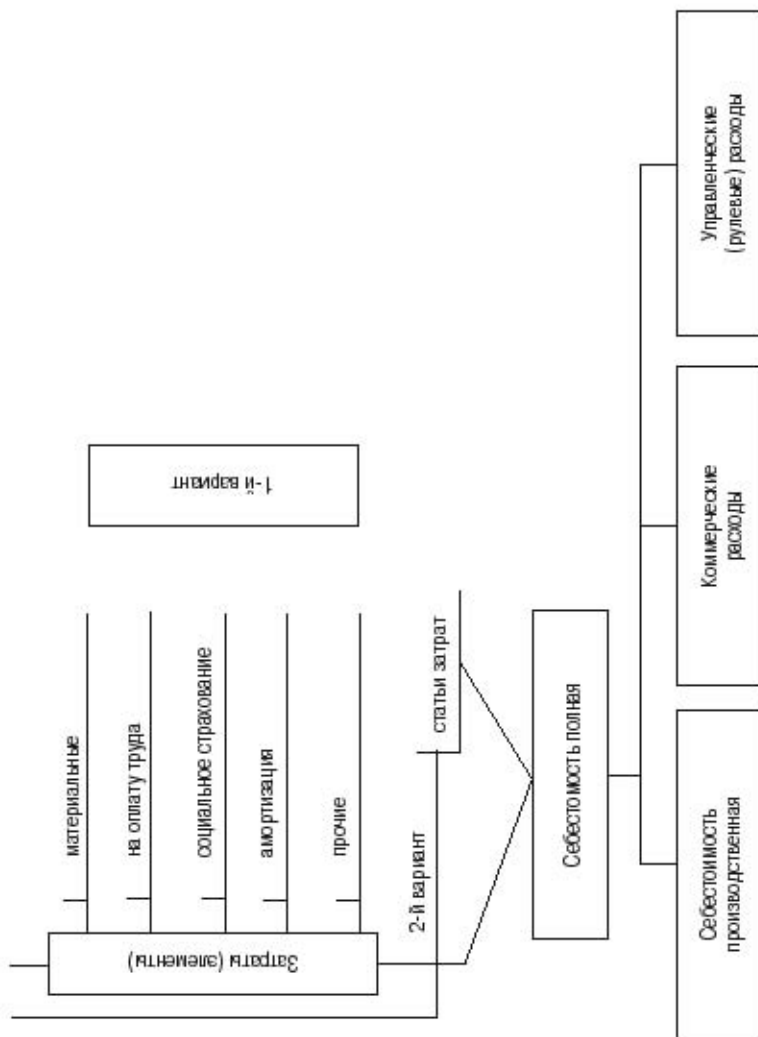 Затраты (элементы)
материальные
на оплату труда
социальное страхование
амортизация
прочие
1-й вариант
2-й вариант
статьи затрат
Себестомость полная
Себестоимость
производственная
Коммерческие
расходы
Управленческие
(рулевые) расходы